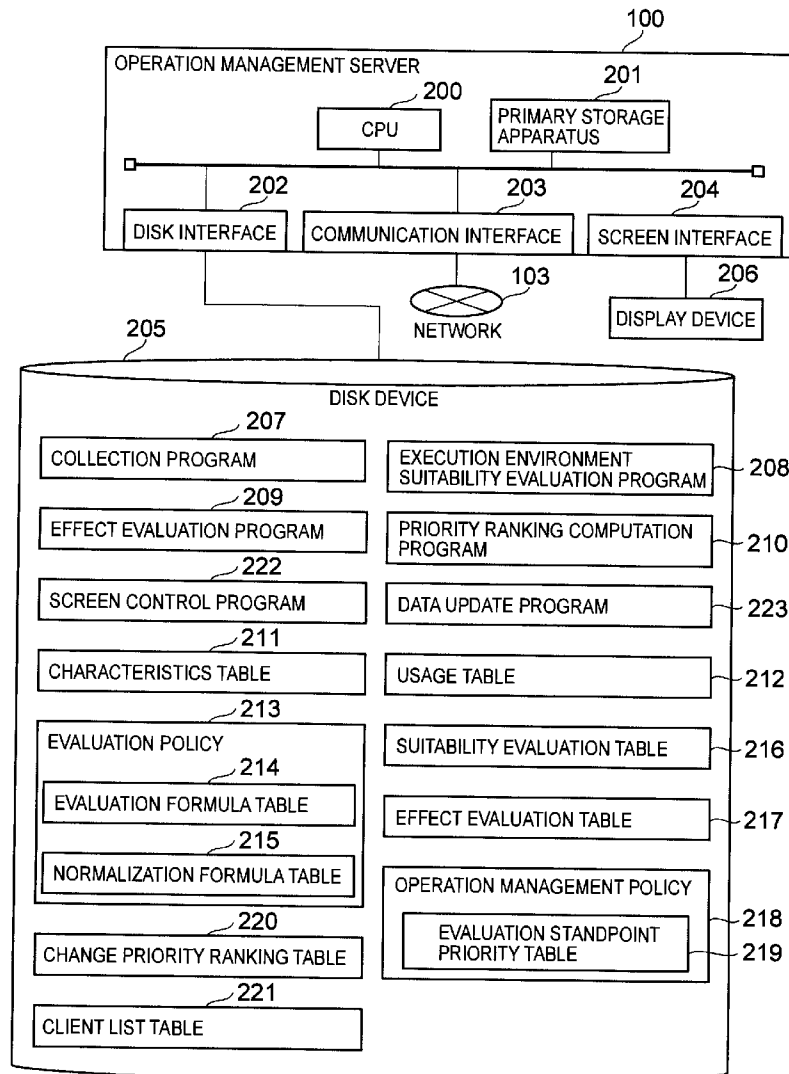 100
OPERATION MANAGEMENT SERVER
200
201
CPU
PRIMARY STORAGE
APPARATUS
202
203
204
DISK INTERFACE
COMMUNICATION INTERFACE
SCREEN INTERFACE
103
206
NETWORK
DISPLAY DEVICE
205
DISK DEVICE
207
COLLECTION PROGRAM
EXECUTION ENVIRONMENT
SUITABILITY EVALUATION PROGRAM
208
209
EFFECT EVALUATION PROGRAM
PRIORITY RANKING COMPUTATION
PROGRAM
210
222
SCREEN CONTROL PROGRAM
DATA UPDATE PROGRAM
223
211
CHARACTERISTICS TABLE
USAGE TABLE
212
213
EVALUATION POLICY
SUITABILITY EVALUATION TABLE
216
214
EVALUATION FORMULA TABLE
EFFECT EVALUATION TABLE
217
215
NORMALIZATION FORMULA TABLE
OPERATION MANAGEMENT POLICY
218
EVALUATION STANDPOINT
PRIORITY TABLE
219
220
CHANGE PRIORITY RANKING TABLE
221
CLIENT LIST TABLE